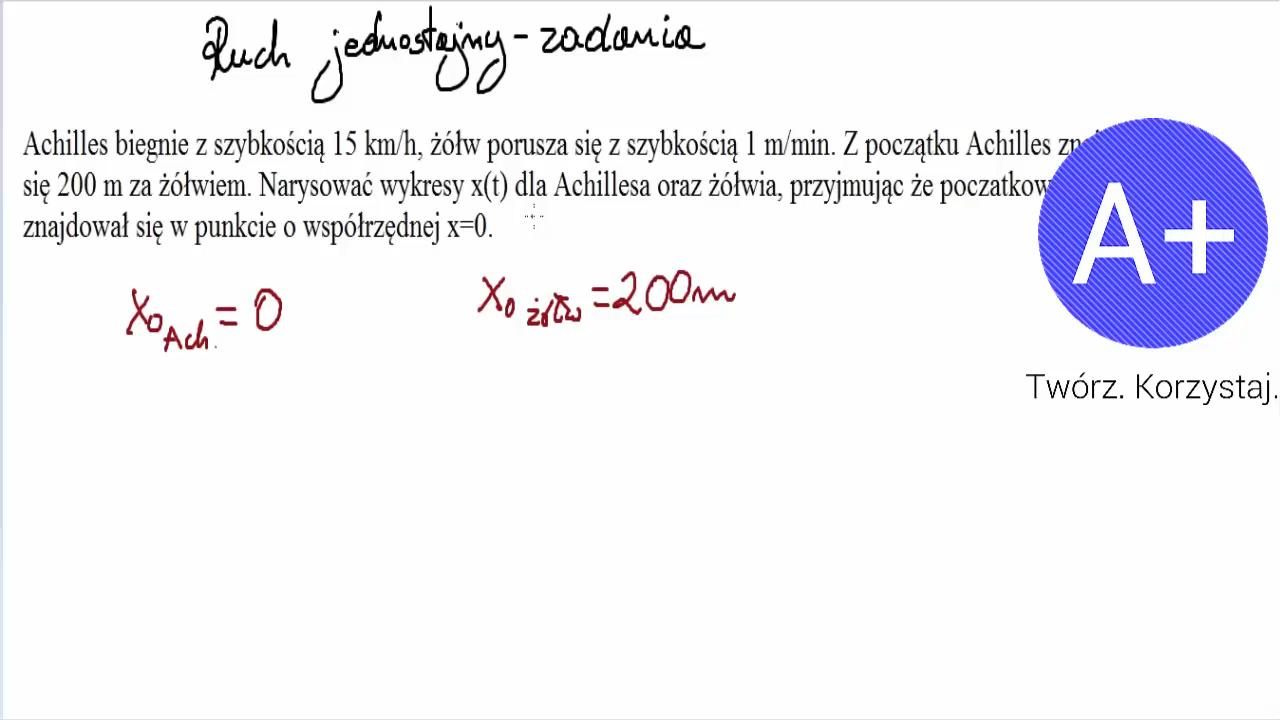 Ruch jednostajny - zadania
Achilles biegnie z szybkością 15 km/h, żółw porusza się z szybkością 1 m/min. Z początku Achilles
się 200 m za żółwiem. Narysować wykresy x(t) dla Achillesa oraz żółwia, przyjmując że
znajdował się w punkcie o współrzędnej x=0.
X0 Ach. = 0
X0 żółw = 200m
A+
Twórz. Korzystaj.